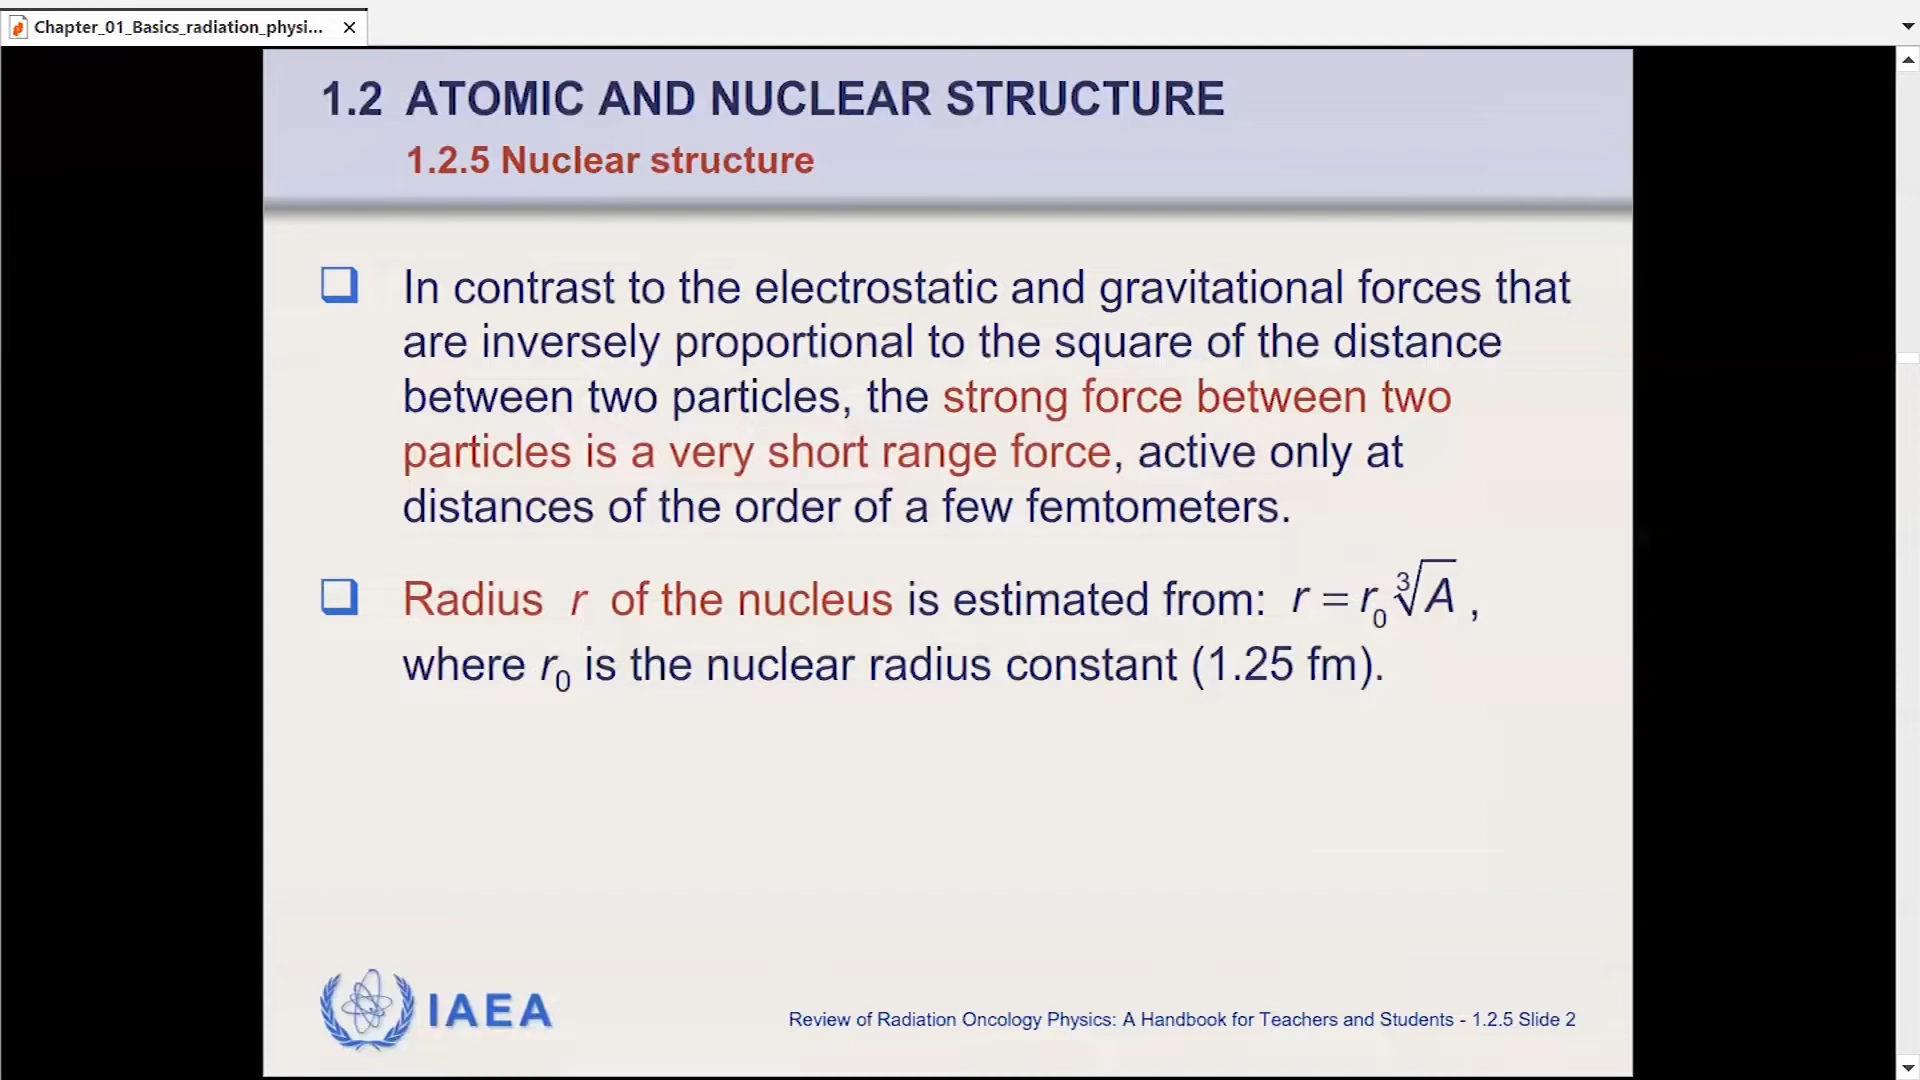 Chapter_01_Basics_radiation_physi...
1.2 ATOMIC AND NUCLEAR STRUCTURE
1.2.5 Nuclear structure
In contrast to the electrostatic and gravitational forces that
are inversely proportional to the square of the distance
between two particles, the strong force between two
particles is a very short range force, active only at
distances of the order of a few femtometers.
Radius r of the nucleus is estimated from: r = r₀ ∛A ,
where r₀ is the nuclear radius constant (1.25 fm).
IAEA
Review of Radiation Oncology Physics: A Handbook for Teachers and Students - 1.2.5 Slide 2